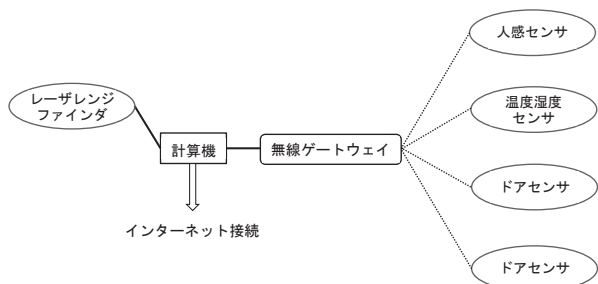 人感センサ
レーザレンジ
ファインダ
温度湿度
センサ
計算機
無線ゲートウェイ
ドアセンサ
インターネット接続
ドアセンサ